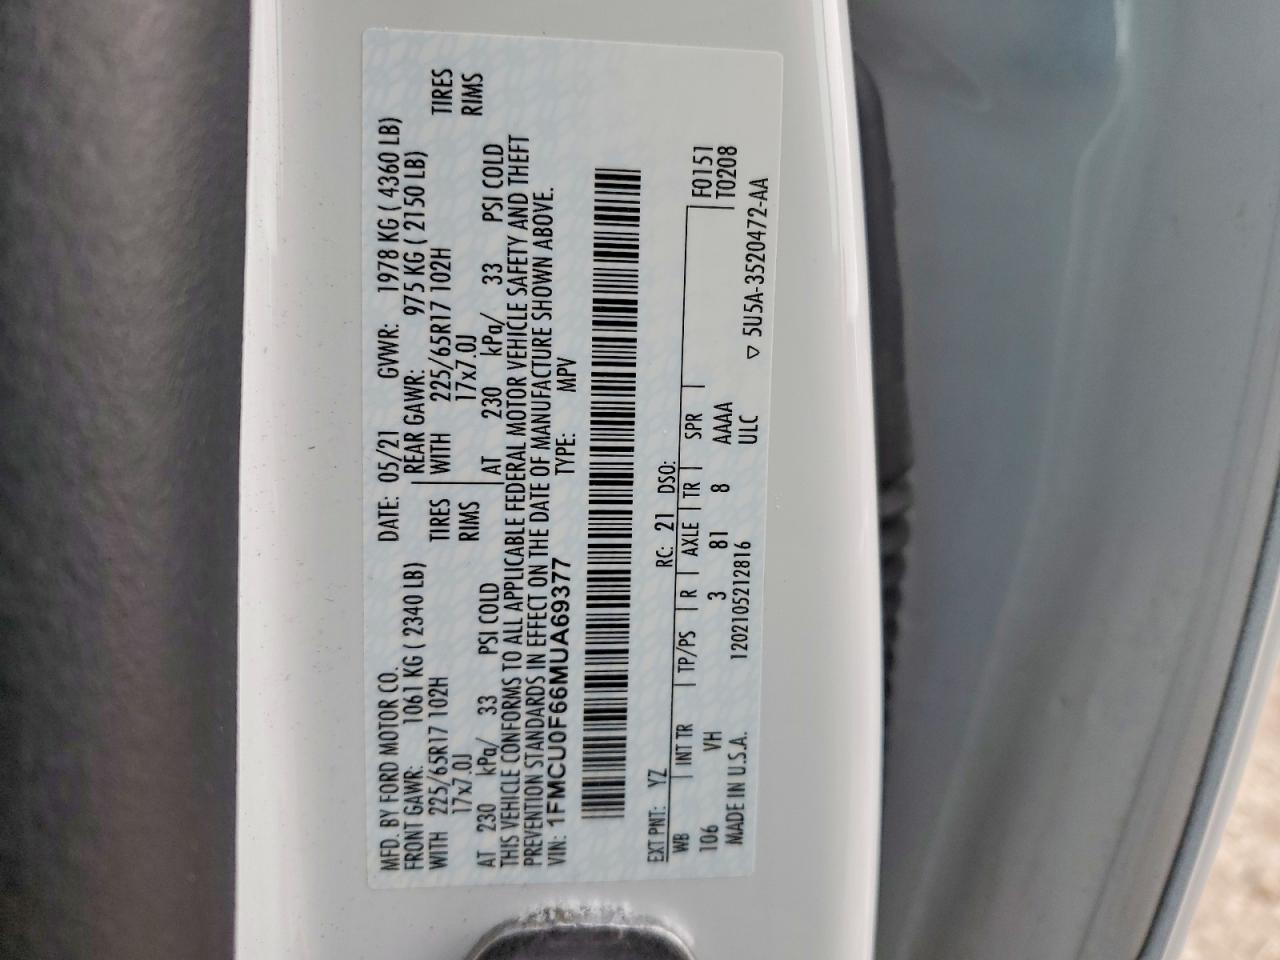 MFD. BY FORD MOTOR CO. DATE: 05/21 GVWR: 1978 KG ( 4360 LB)
FRONT GAWR: 1061 KG ( 2340 LB) REAR GAWR: 975 KG ( 2150 LB)
WITH 225/65R17 102H TIRES WITH 225/65R17 102H TIRES
17x7.0J RIMS 17x7.0J RIMS
AT 230 kPa/ 33 PSI COLD AT 230 kPa/ 33 PSI COLD
THIS VEHICLE CONFORMS TO ALL APPLICABLE FEDERAL MOTOR VEHICLE SAFETY AND THEFT
PREVENTION STANDARDS IN EFFECT ON THE DATE OF MANUFACTURE SHOWN ABOVE.
VIN: 1FMCU0F66MUA69377 TYPE: MPV
EXT PNT: YZ RC: 21 DSO:
WB INT TR TP/PS R AXLE TR SPR F0151
106 VH 3 81 8 AAAA T0208
MADE IN U.S.A. 1202105212816 ULC ▽ 5U5A-3520472-AA